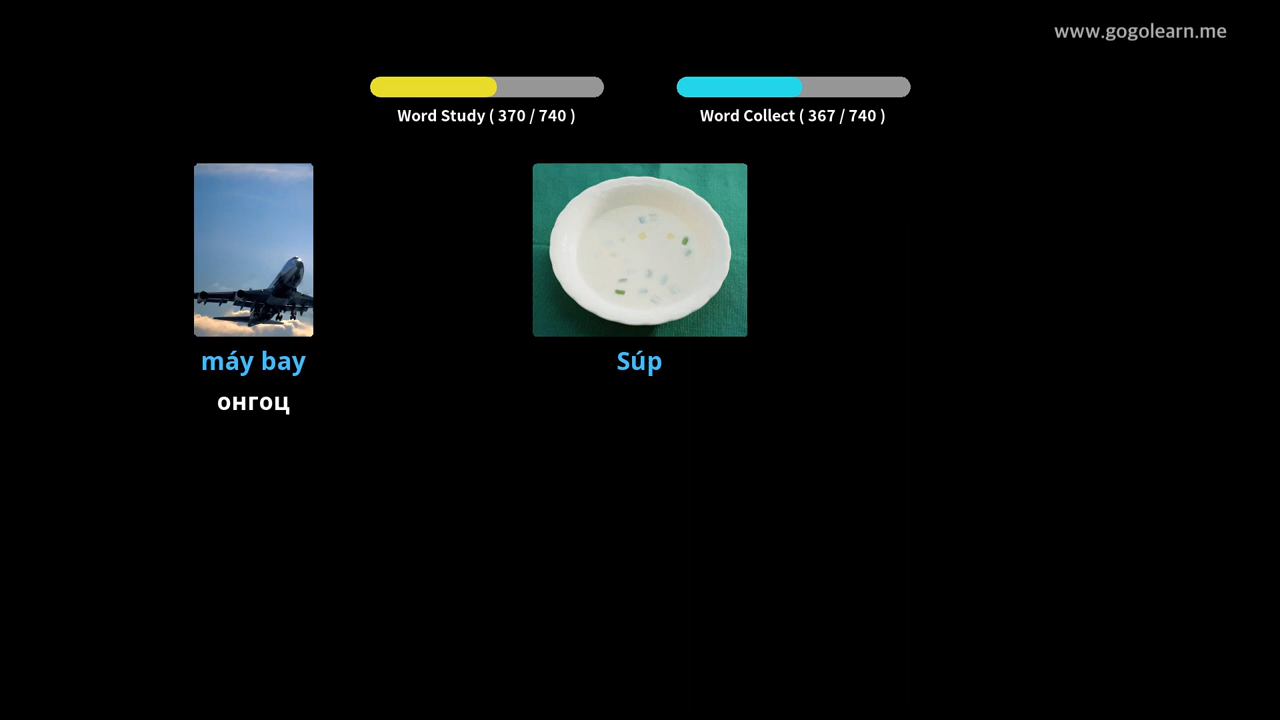 www.gogolearn.me
Word Study ( 370 / 740 )
Word Collect ( 367 / 740 )
máy bay
Súp
онгоц